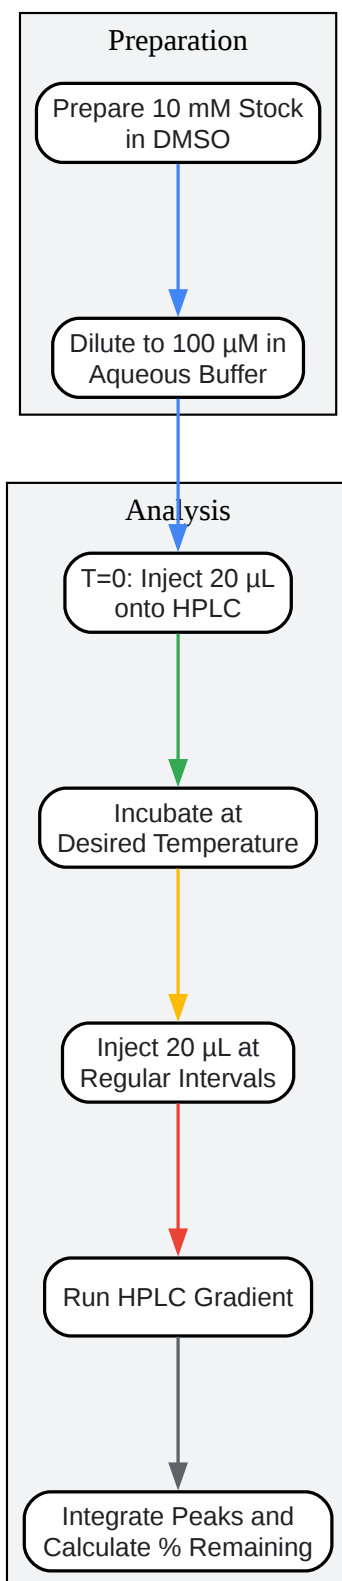 Preparation
Prepare 10 mM Stock
in DMSO
Dilute to 100 µM in
Aqueous Buffer
Analysis
T=0: Inject 20 µL
onto HPLC
Incubate at
Desired Temperature
Inject 20 µL at
Regular Intervals
Run HPLC Gradient
Integrate Peaks and
Calculate % Remaining